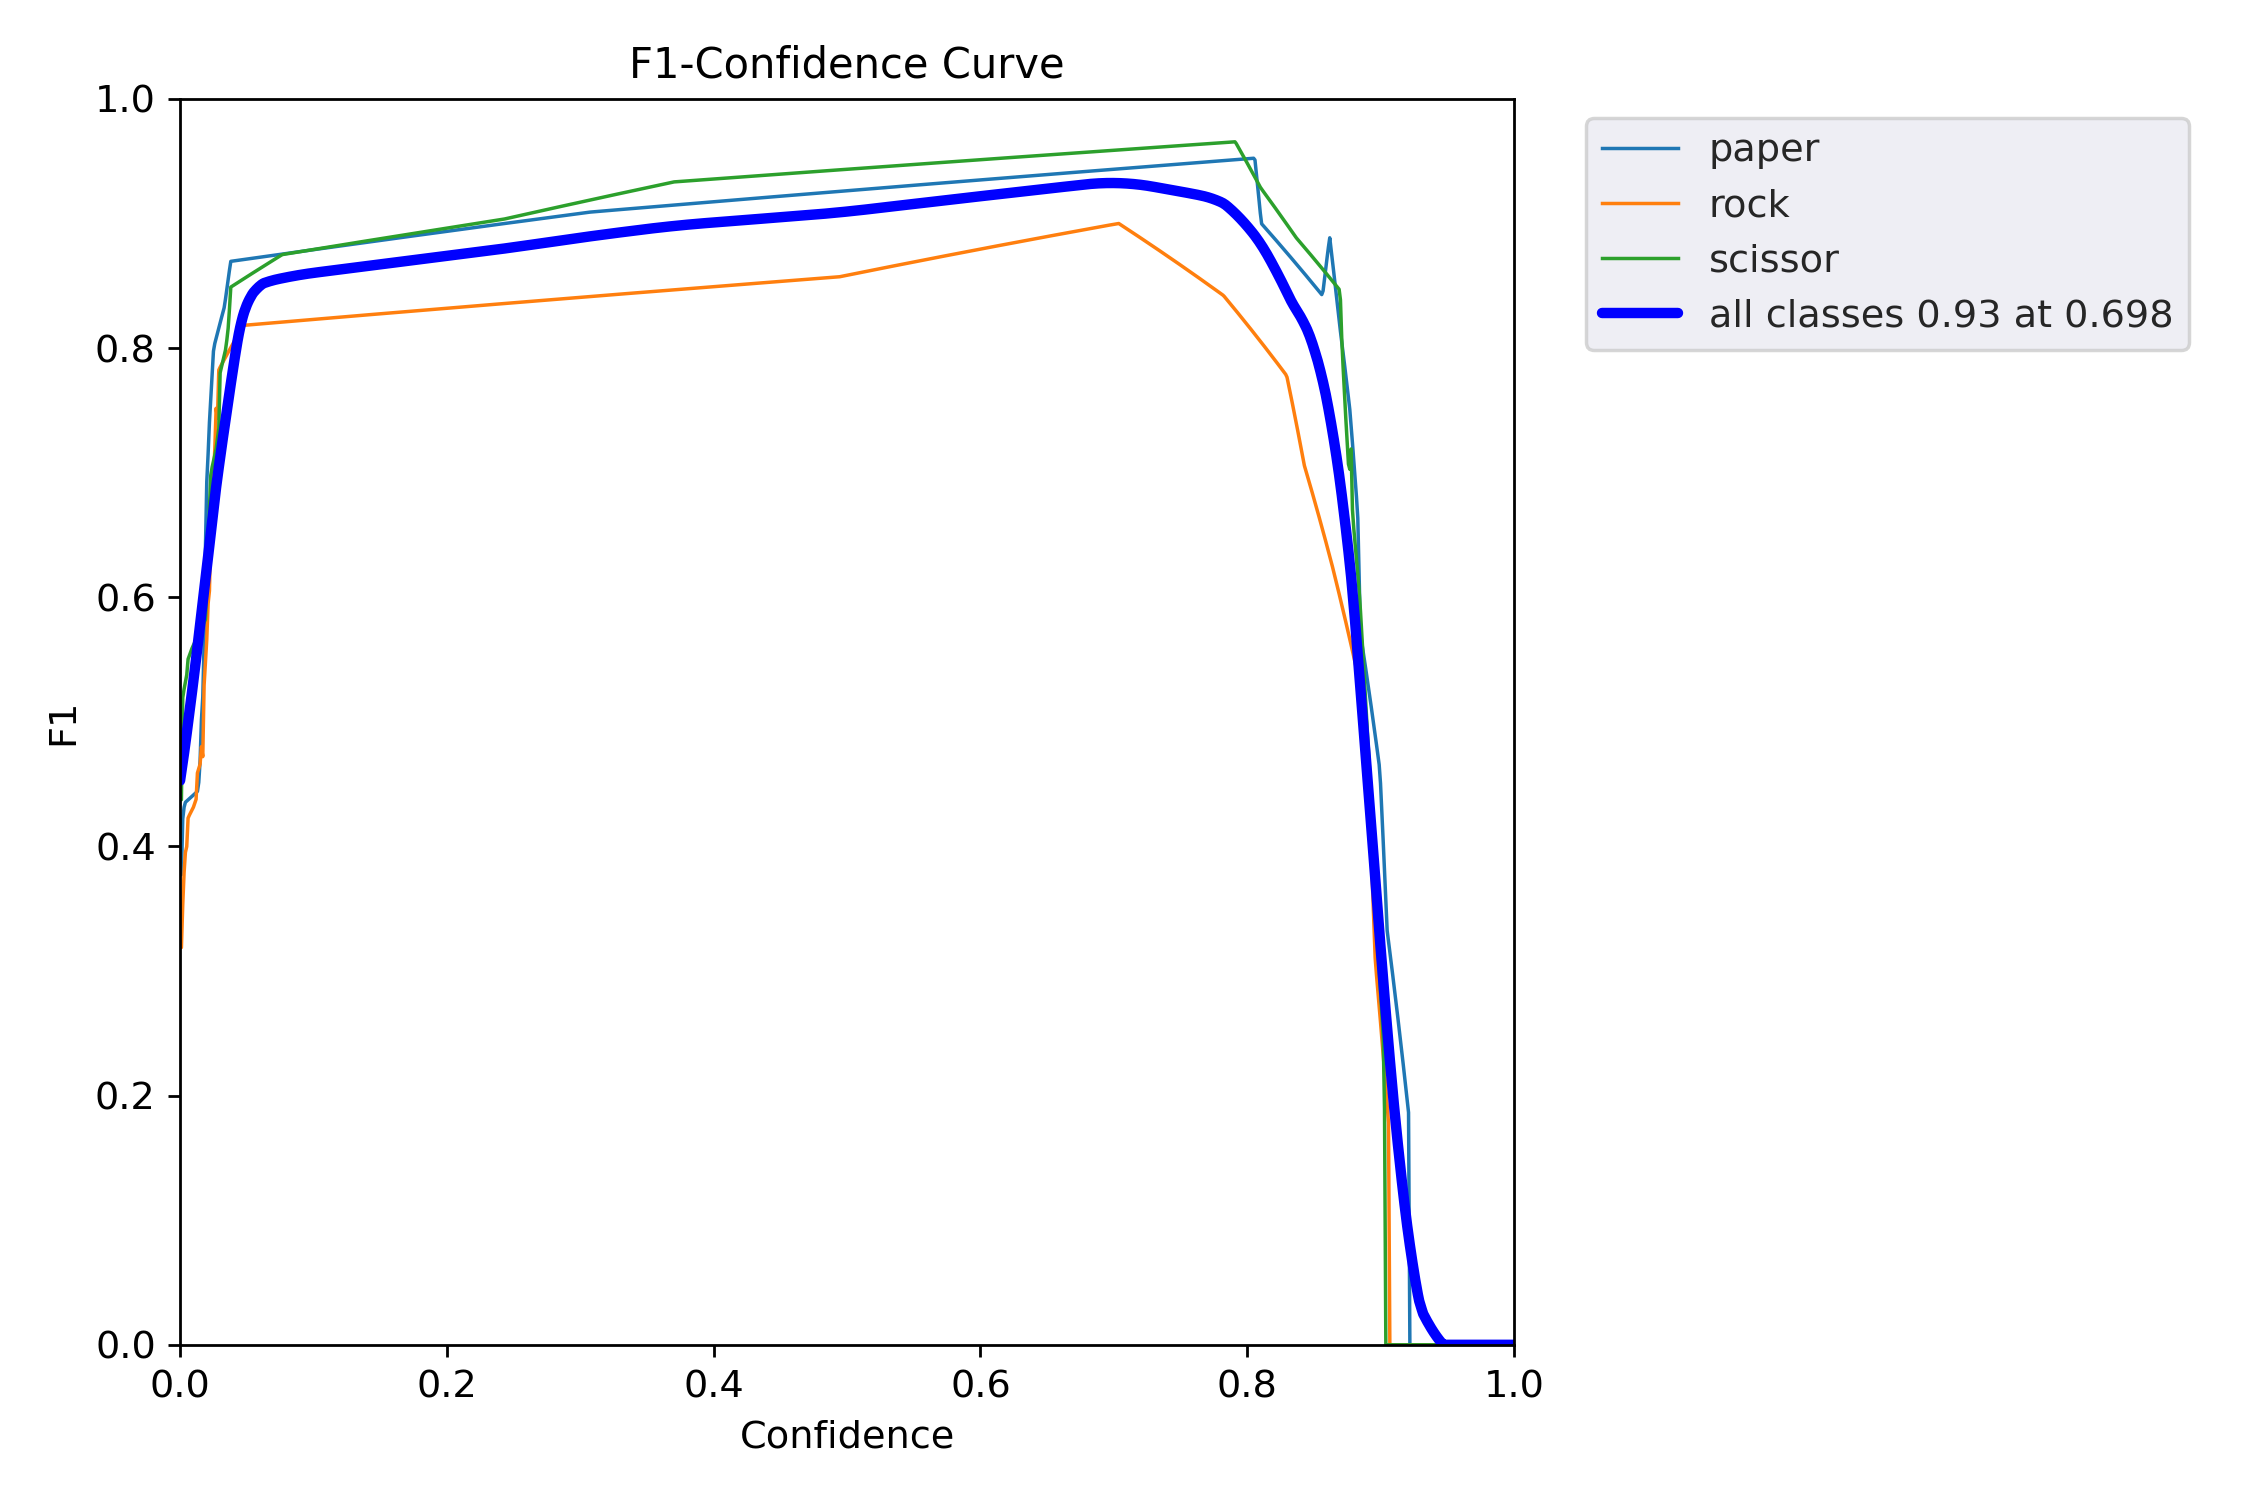 F1-Confidence Curve
1.0
0.8
0.6
0.4
0.2
0.0
F1
0.0 0.2 0.4 0.6 0.8 1.0
Confidence
paper
rock
scissor
all classes 0.93 at 0.698